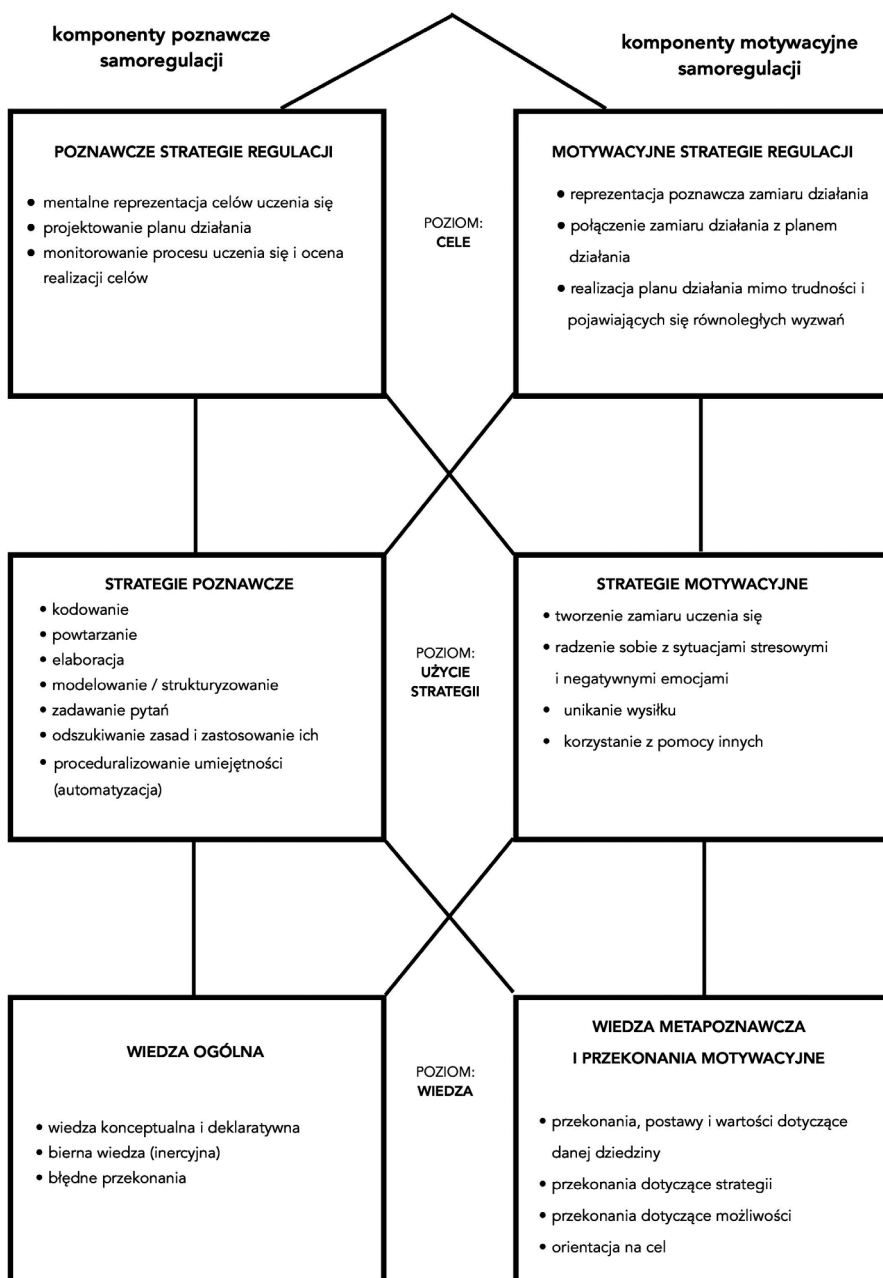 komponenty poznawcze
samoregulacji
komponenty motywacyjne
samoregulacji
POZNAWCZE STRATEGIE REGULACJI
• mentalne reprezentacja celów uczenia się
• projektowanie planu działania
• monitorowanie procesu uczenia się i ocena
realizacji celów
POZIOM:
CELE
MOTYWACYJNE STRATEGIE REGULACJI
• reprezentacja poznawcza zamiaru działania
• połączenie zamiaru działania z planem
działania
• realizacja planu działania mimo trudności i
pojawiających się równoległych wyzwań
STRATEGIE POZNAWCZE
• kodowanie
• powtarzanie
• elaboracja
• modelowanie / strukturyzowanie
• zadawanie pytań
• odszukiwanie zasad i zastosowanie ich
• proceduralizowanie umiejętności
(automatyzacja)
POZIOM:
UŻYCIE
STRATEGII
STRATEGIE MOTYWACYJNE
• tworzenie zamiaru uczenia się
• radzenie sobie z sytuacjami stresowymi
i negatywnymi emocjami
• unikanie wysiłku
• korzystanie z pomocy innych
WIEDZA OGÓLNA
• wiedza konceptualna i deklaratywna
• bierna wiedza (inercyjna)
• błędne przekonania
POZIOM:
WIEDZA
WIEDZA METAPOZNAWCZA
I PRZEKONANIA MOTYWACYJNE
• przekonania, postawy i wartości dotyczące
danej dziedziny
• przekonania dotyczące strategii
• przekonania dotyczące możliwości
• orientacja na cel